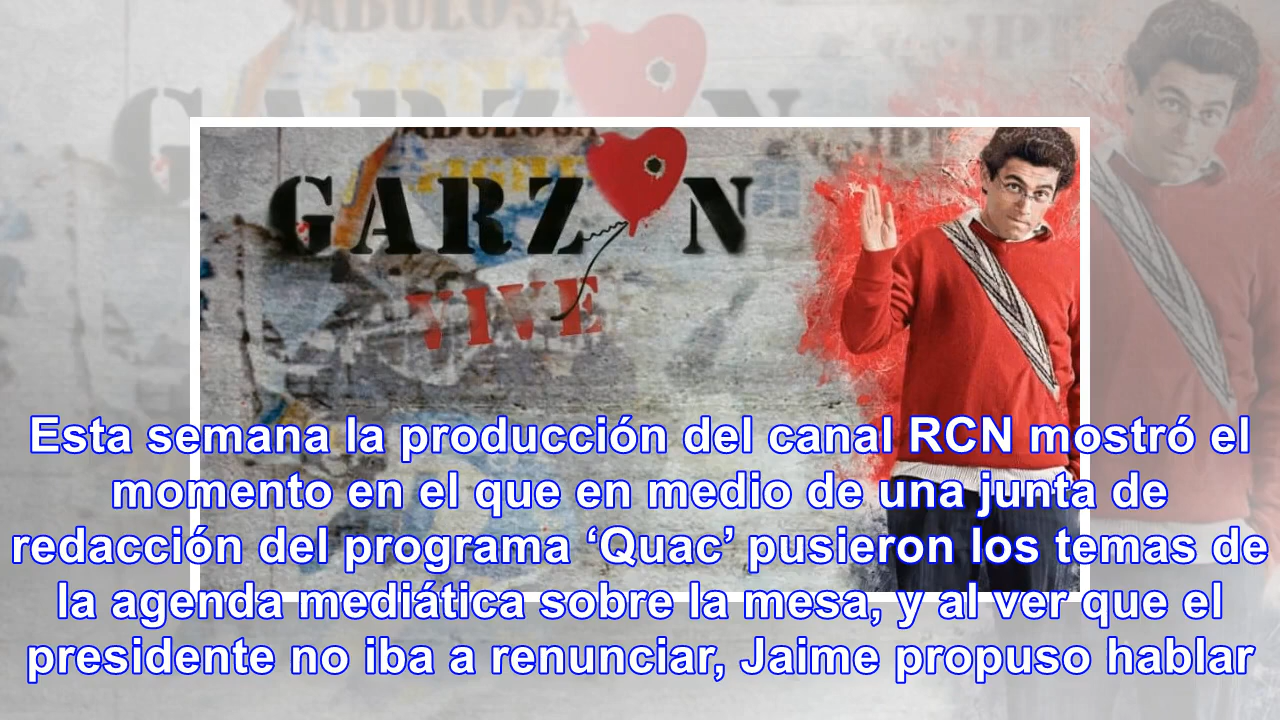 ABULOSA
GARZ N
VIVE
Esta semana la producción del canal RCN mostró el
momento en el que en medio de una junta de
redacción del programa ‘Quac’ pusieron los temas de
la agenda mediática sobre la mesa, y al ver que el
presidente no iba a renunciar, Jaime propuso hablar